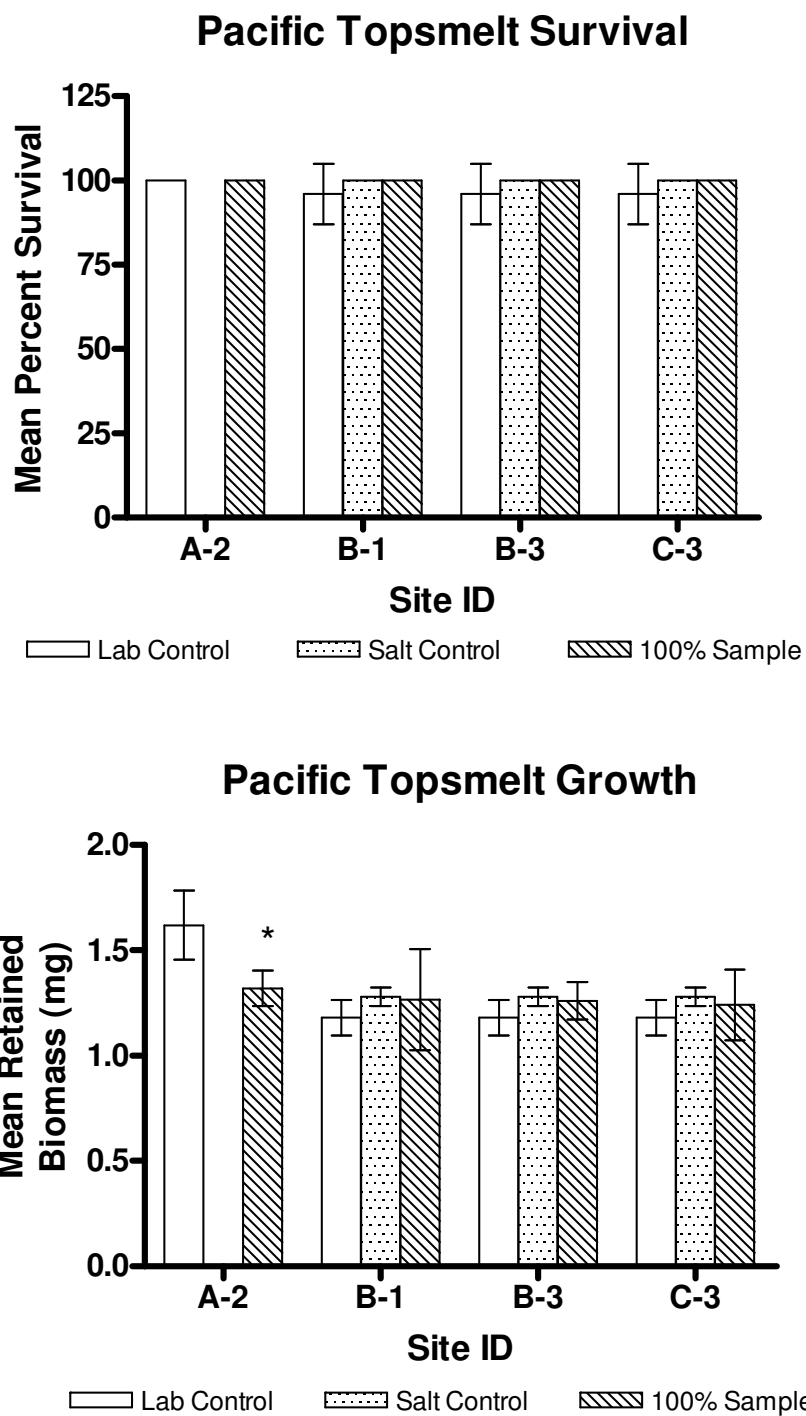 Pacific Topsmelt Survival
125
100
75
50
25
0
Mean Percent Survival
A-2 B-1 B-3 C-3
Site ID
Lab Control Salt Control 100% Sample
Pacific Topsmelt Growth
2.0
1.5
1.0
0.5
0.0
Mean Retained
Biomass (mg)
*
A-2 B-1 B-3 C-3
Site ID
Lab Control Salt Control 100% Sample